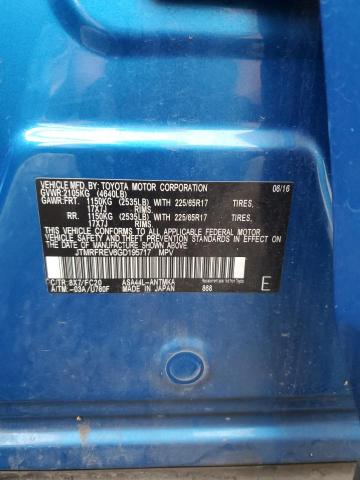 VEHICLE MFD. BY: TOYOTA MOTOR CORPORATION 06/16
GVWR:2105KG (4640LB)
GAWR:FRT. 1150KG (2535LB) WITH 225/65R17 TIRES,
17X7J RIMS,
RR. 1150KG (2535LB) WITH 225/65R17 TIRES,
17X7J RIMS,
THIS VEHICLE CONFORMS TO ALL APPLICABLE FEDERAL MOTOR
VEHICLE SAFETY AND THEFT PREVENTION STANDARDS IN EFFECT
ON THE DATE OF MANUFACTURE SHOWN ABOVE.
JTMRFREV6GD195717 MPV
C/TR:8X7/FC20 ASA44L-ANTMKA
A/TM:-03A/U760F MADE IN JAPAN 868
E